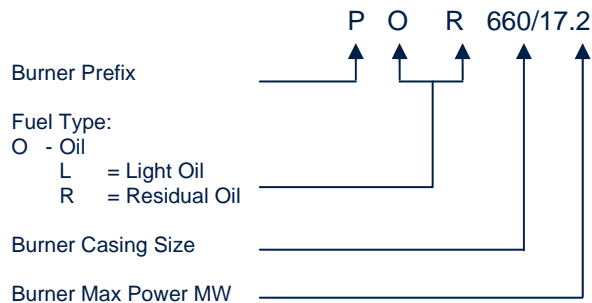 P O R 660/17.2
Burner Prefix
Fuel Type:
O - Oil
L = Light Oil
R = Residual Oil
Burner Casing Size
Burner Max Power MW